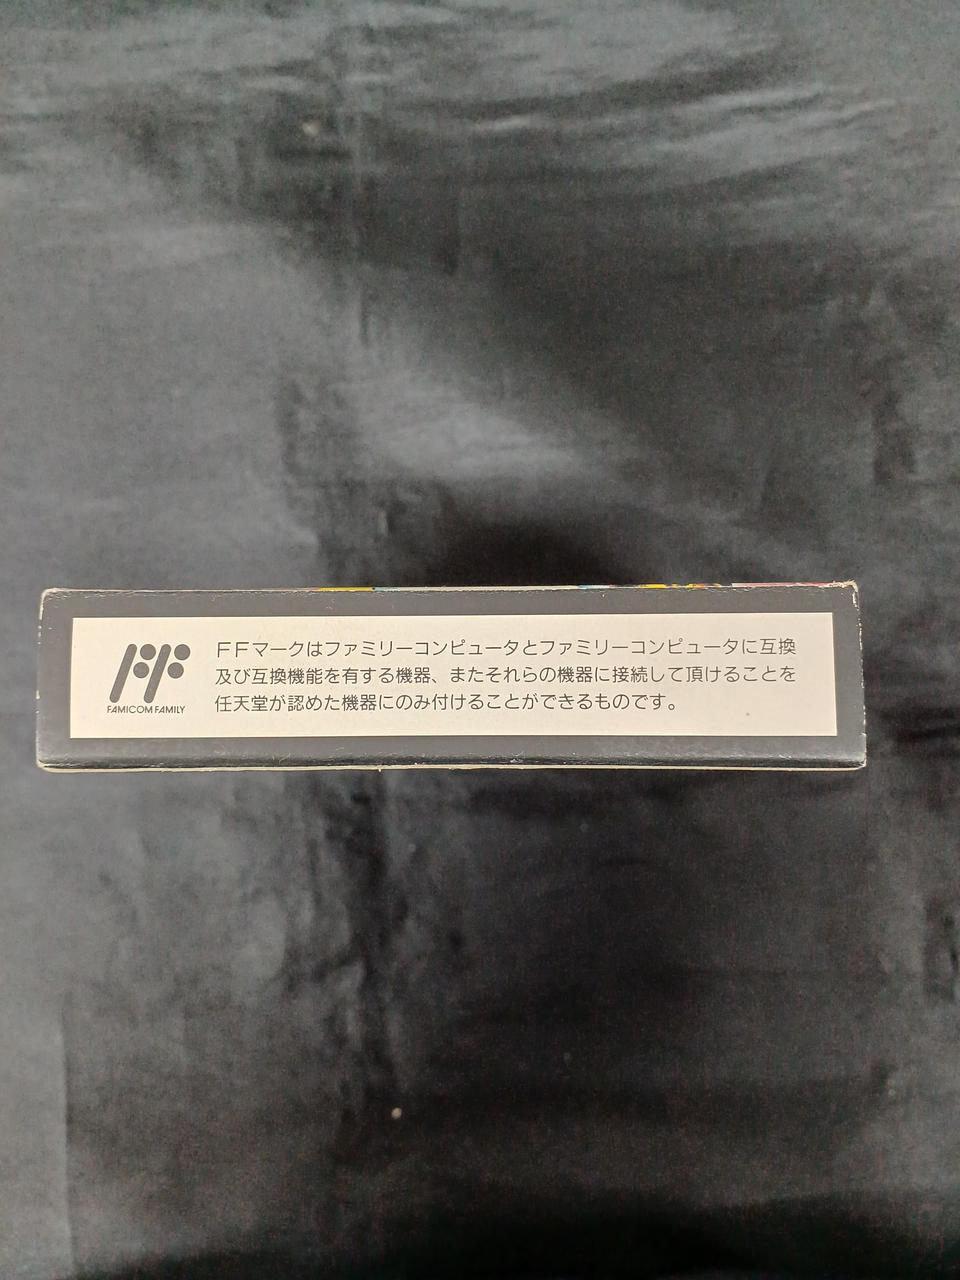 FAMICOM FAMILY
ＦＦマークはファミリーコンピュータとファミリーコンピュータに互換
及び互換機能を有する機器、またそれらの機器に接続して頂けることを
任天堂が認めた機器にのみ付けることができるものです。